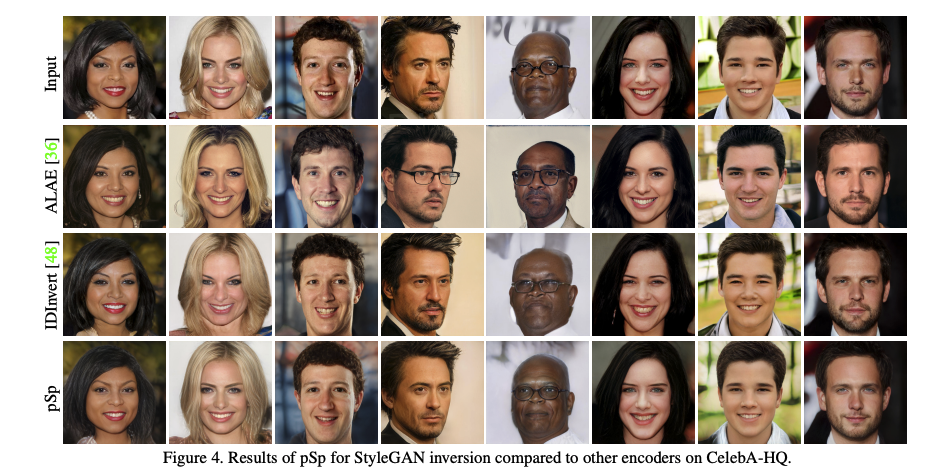 Input
ALAE [36]
IDInvert [48]
pSp
Figure 4. Results of pSp for StyleGAN inversion compared to other encoders on CelebA-HQ.